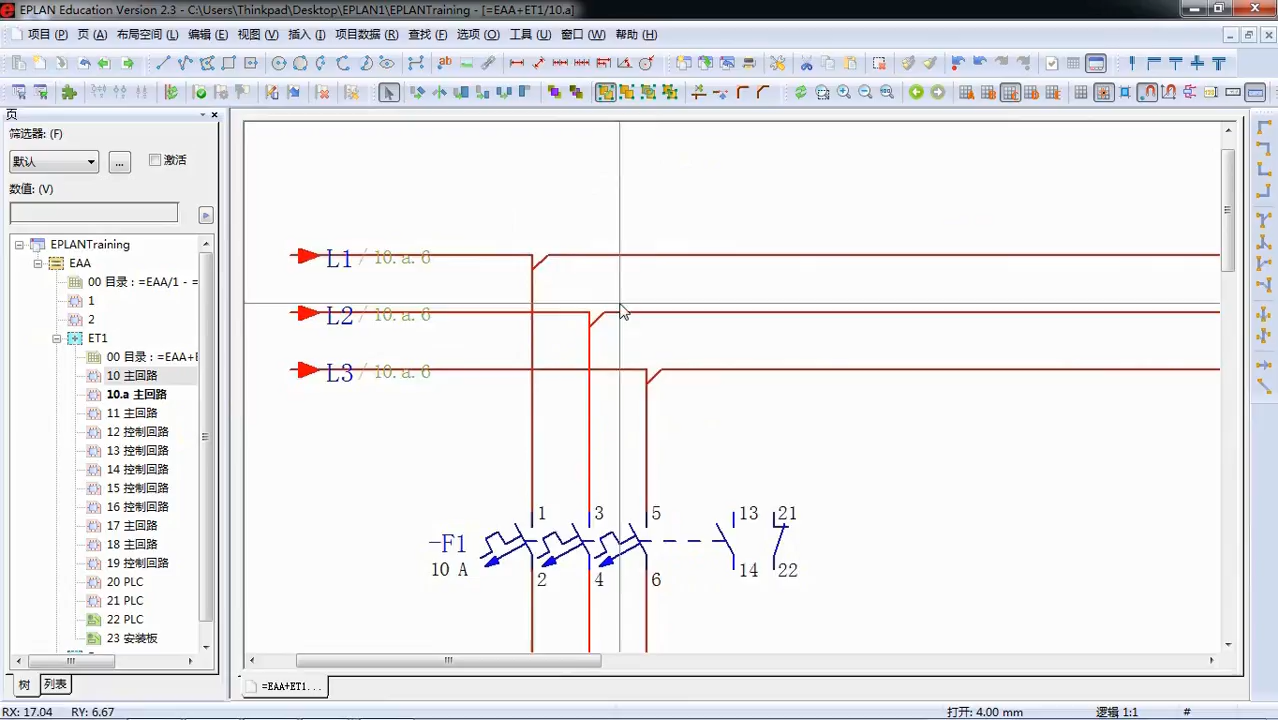 EPLAN Education Version 2.3 - C:\Users\Thinkpad\Desktop\EPLAN1\EPLANTraining - [=EAA+ET1/10.a]
项目 (P) 页 (A) 布局空间 (L) 编辑 (E) 视图 (V) 插入 (I) 项目数据 (R) 查找 (F) 选项 (O) 工具 (U) 窗口 (W) 帮助 (H)
页
筛选器: (F)
默认
...
激活
数值: (V)
EPLANTraining
EAA
00 目录 : =EAA/1 - =
1
2
ET1
00 目录 : =EAA+E
10 主回路
10.a 主回路
11 主回路
12 控制回路
13 控制回路
14 控制回路
15 控制回路
16 控制回路
17 主回路
18 主回路
19 控制回路
20 PLC
21 PLC
22 PLC
23 安装板
树
列表
L1 / 10.a.6
L2 / 10.a.6
L3 / 10.a.6
1 3 5 13 21
-F1
10 A
2 4 6 14 22
=EAA+ET1...
RX: 17.04 RY: 6.67
打开: 4.00 mm
逻辑 1:1
#